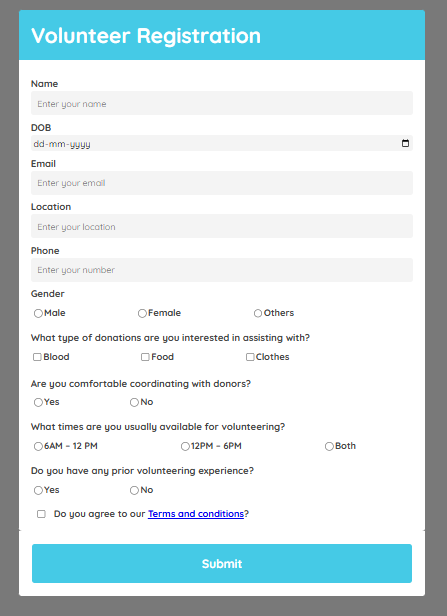 Volunteer Registration
Name
Enter your name
DOB
dd-mm-yyyy
Email
Enter your email
Location
Enter your location
Phone
Enter your number
Gender
Male Female Others
What type of donations are you interested in assisting with?
Blood Food Clothes
Are you comfortable coordinating with donors?
Yes No
What times are you usually available for volunteering?
6AM – 12 PM 12PM – 6PM Both
Do you have any prior volunteering experience?
Yes No
Do you agree to our Terms and conditions?
Submit